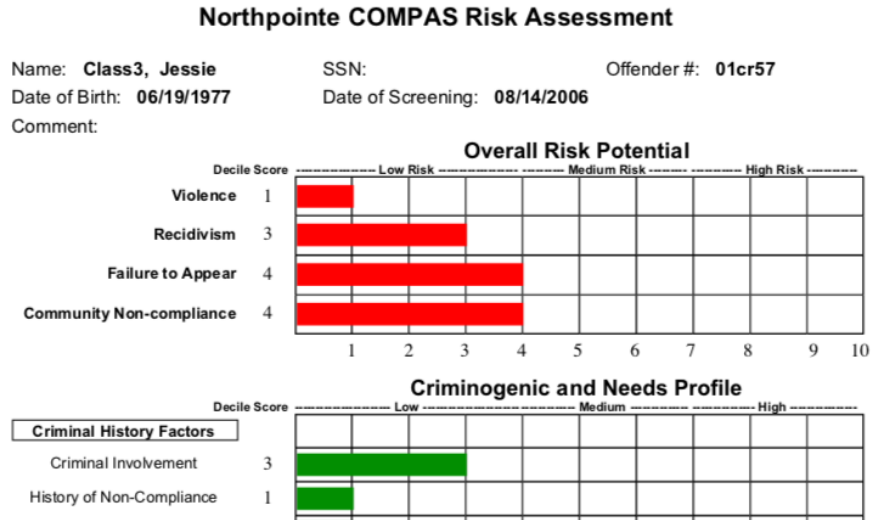 Northpointe COMPAS Risk Assessment
Name: Class3, Jessie SSN: Offender #: 01cr57
Date of Birth: 06/19/1977 Date of Screening: 08/14/2006
Comment:
Overall Risk Potential
Decile Score Low Risk Medium Risk High Risk
Violence 1
Recidivism 3
Failure to Appear 4
Community Non-compliance 4
1 2 3 4 5 6 7 8 9 10
Criminogenic and Needs Profile
Decile Score Low Medium High
Criminal History Factors
Criminal Involvement 3
History of Non-Compliance 1